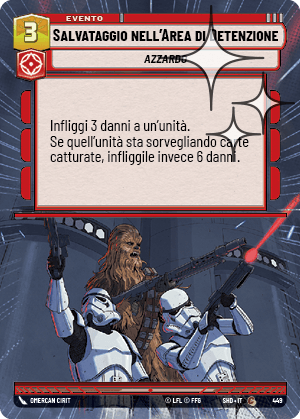 EVENTO
3
SALVATAGGIO NELL'AREA DI DETENZIONE
AZZARDO
Infliggi 3 danni a un'unità.
Se quell'unità sta sorvegliando carte
catturate, infliggile invece 6 danni.
OMERCAN CIRIT
© LFL © FFG
SHD • IT
449